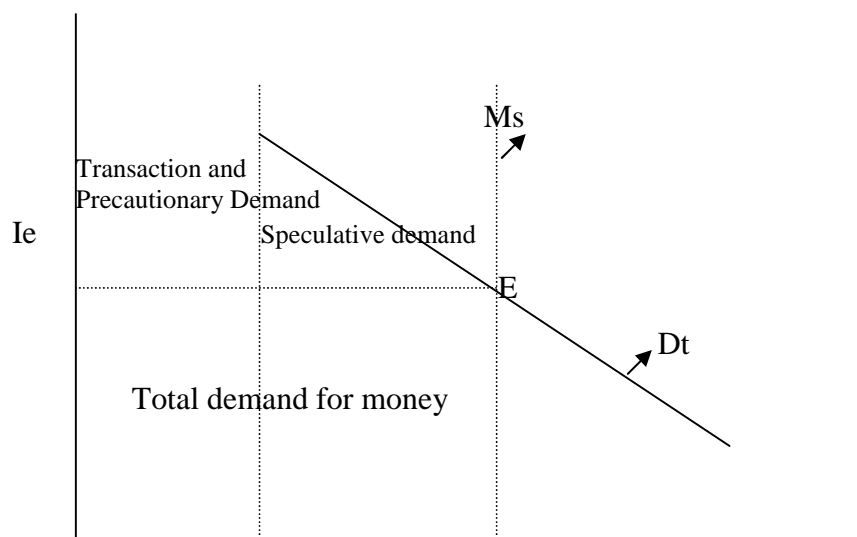 Ms
Transaction and
Precautionary Demand
Ie
Speculative demand
E
Dt
Total demand for money